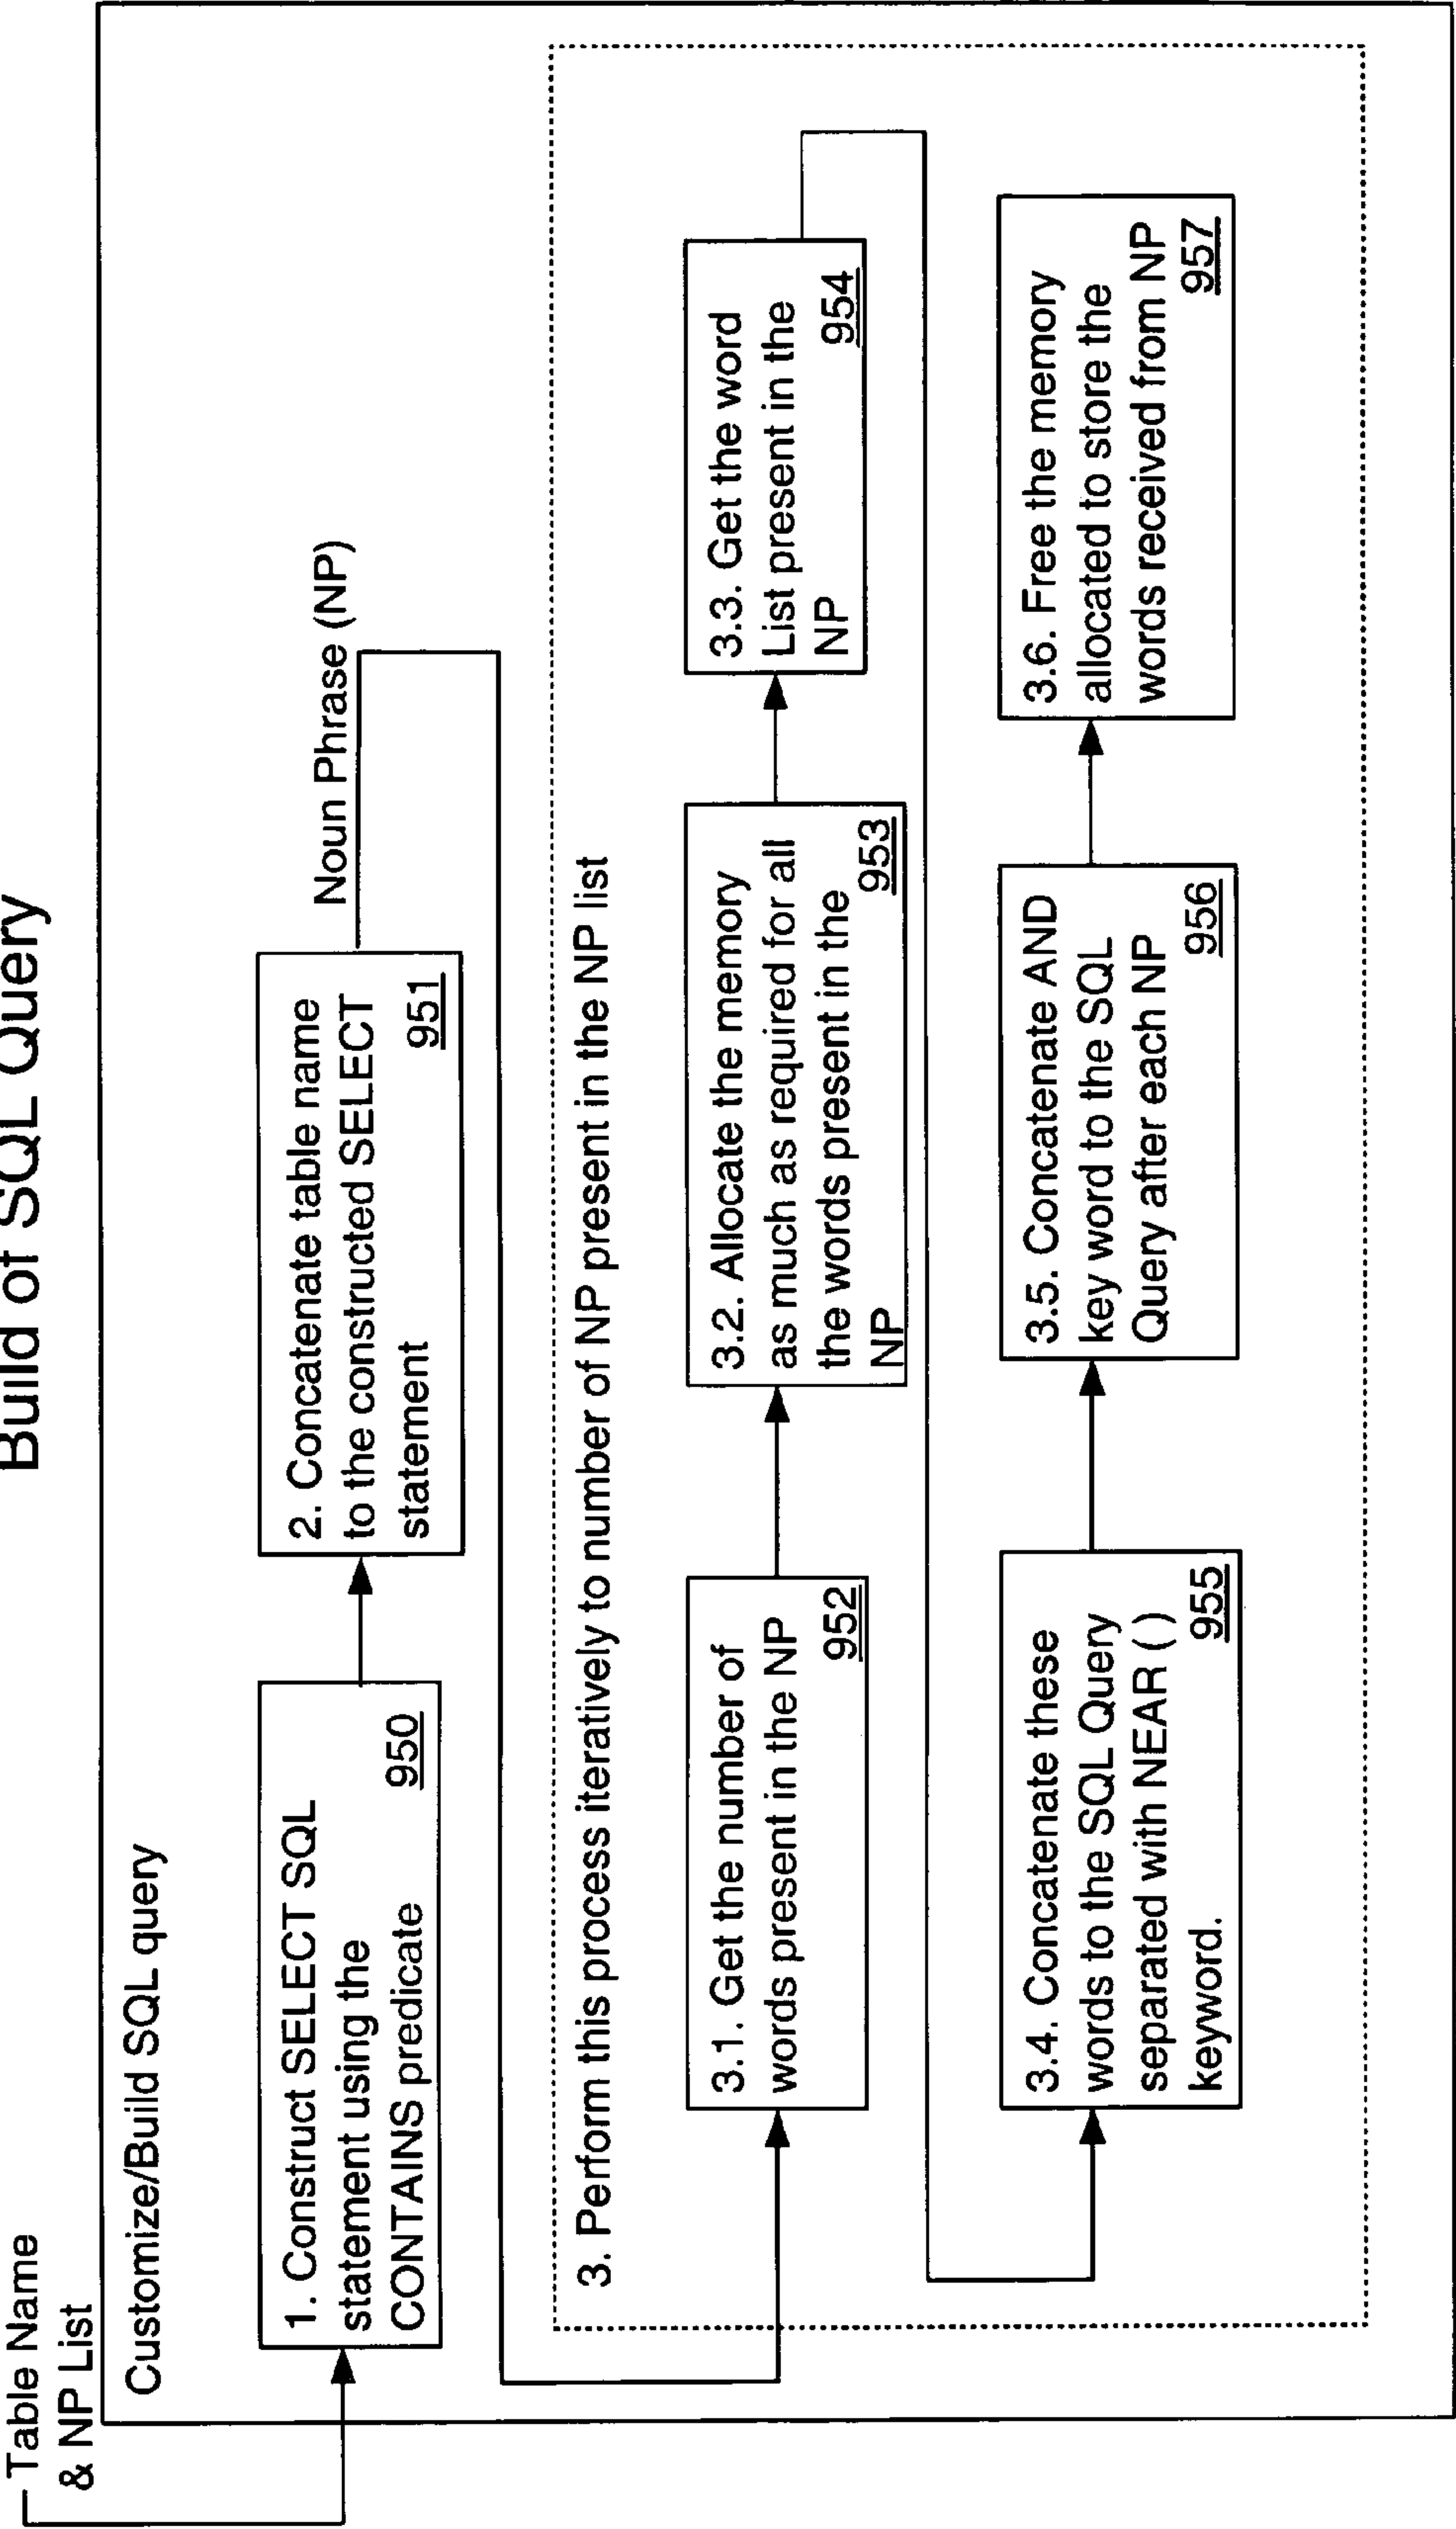 Build of SQL Query
Table Name
& NP List
Customize/Build SQL query
1. Construct SELECT SQL
statement using the
CONTAINS predicate
950
2. Concatenate table name
to the constructed SELECT
statement
951
Noun Phrase (NP)
3. Perform this process iteratively to number of NP present in the NP list
3.1. Get the number of
words present in the NP
952
3.2. Allocate the memory
as much as required for all
the words present in the
NP
953
3.3. Get the word
List present in the
NP
954
3.4. Concatenate these
words to the SQL Query
separated with NEAR ( )
keyword.
955
3.5. Concatenate AND
key word to the SQL
Query after each NP
956
3.6. Free the memory
allocated to store the
words received from NP
957